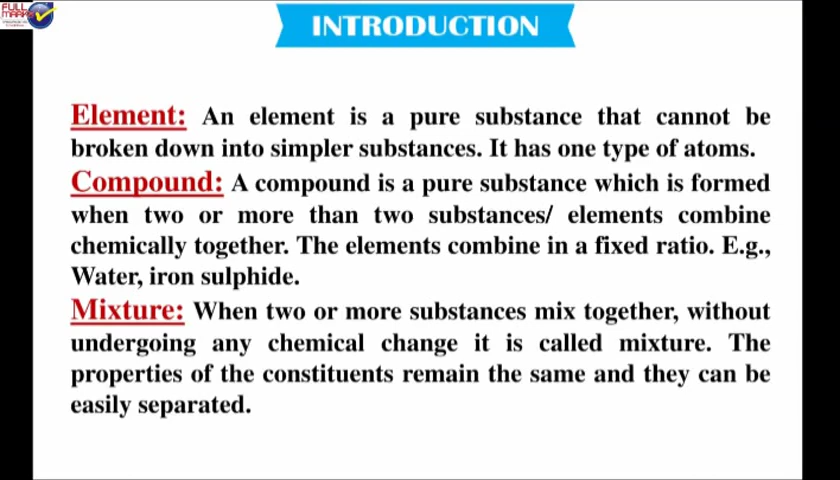 FULL
MARKS
INTRODUCTION
Element: An element is a pure substance that cannot be
broken down into simpler substances. It has one type of atoms.
Compound: A compound is a pure substance which is formed
when two or more than two substances/ elements combine
chemically together. The elements combine in a fixed ratio. E.g.,
Water, iron sulphide.
Mixture: When two or more substances mix together, without
undergoing any chemical change it is called mixture. The
properties of the constituents remain the same and they can be
easily separated.